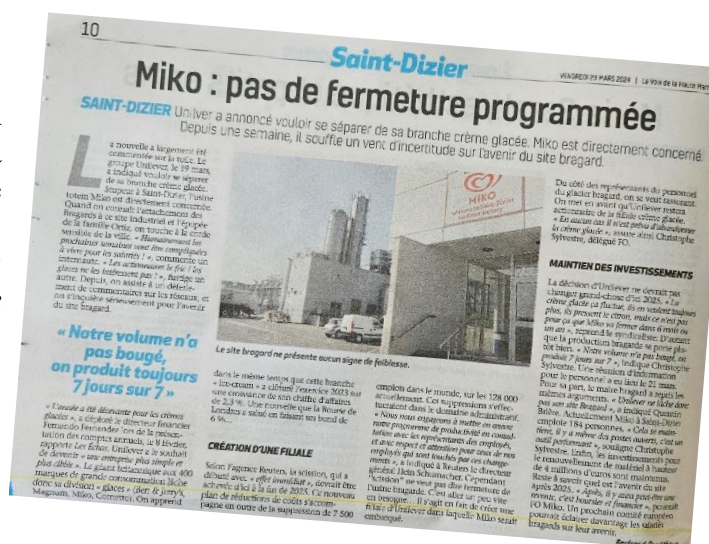 10
Saint-Dizier
VENDREDI 29 MARS 2024 | La Voix de la Haute Mar
Miko : pas de fermeture programmée
SAINT-DIZIER Unilver a annoncé vouloir se séparer de sa branche crème glacée. Miko est directement concerné.
Depuis une semaine, il souffle un vent d'incertitude sur l'avenir du site bragard.
La nouvelle a largement été
commentée sur la toile. Le
groupe Unilever, le 19 mars,
a indiqué vouloir se séparer
de sa branche crème glacée.
Stupeur à Saint-Dizier, l'usine
totem Miko est directement concernée.
Quand on connaît l'attachement des
Bragards à ce site industriel et l'épopée
de la famille Ortiz, on touche à la corde
sensible de la ville. « Humainement les
prochaines semaines vont être compliquées
à vivre pour les salariés ! », commente un
internaute. « Les actionnaires le fric ! les
glaces ne les intéressent pas ! », fustige un
autre. Depuis, on assiste à un
ment de commentaires sur les réseaux, et
on s'inquiète sérieusement pour l'avenir
du site bragard.
« Notre volume n'a
pas bougé,
on produit toujours
7 jours sur 7 »
« L'année a été décevante pour les crèmes
glacées », a déploré le directeur financier
Fernando Fernandez lors de la présen-
tation des comptes annuels, le 8 février,
rapporte Les Échos. Unilever a le souhait
de devenir « une entreprise plus simple et
plus ciblée ». Le géant britannique aux 400
marques de grande consommation lâche
donc sa division « glaces » (Ben & Jerry's,
Magnum, Miko, Cornetto). On apprend
MIKO
Le site bragard ne présente aucun signe de faiblesse.
dans le même temps que cette branche
« ice-cream » a clôturé l'exercice 2023 sur
une croissance de son chiffre d'affaires
de 2,3 %. Une nouvelle que la Bourse de
Londres a salué en faisant un bond de
6 %...
CRÉATION D'UNE FILIALE
Selon l'agence Reuters, la scission, qui a
débuté avec « effet immédiat », devrait être
achevée d'ici à la fin de 2025. Ce nouveau
plan de réductions de coûts s'accom-
pagne en outre de la suppression de 7 500
emplois dans le monde, sur les 128 000
actuellement. Ces suppressions s'effec-
tueraient dans le domaine administratif.
« Nous nous engageons à mettre en œuvre
notre programme de productivité en consul-
tation avec les représentants des employés,
et avec respect et attention pour ceux de nos
employés qui sont touchés par ces change-
ments », a indiqué à Reuters le directeur
général Hein Schumacher. Cependant
"scission" ne veut pas dire fermeture de
l'usine bragarde. C'est aller un peu vite
en besogne... Il s'agit en fait de créer une
filiale d'Unilever dans laquelle Miko serait
embarqué.
Du côté des représentants du personnel
du glacier bragard, on se veut rassurant.
On met en avant qu'Unilever restera
actionnaire de la filiale crème glacée.
« En aucun cas il n'est prévu d'abandonner
la crème glacée », assure ainsi Christophe
Sylvestre, délégué FO.
MAINTIEN DES INVESTISSEMENTS
La décision d'Unilever ne devrait pas
changer grand-chose d'ici 2025. « La
crème glacée ça fluctue, ils en veulent toujours
plus, ils pressent le citron, mais ce n'est pas
pour ça que Miko va fermer dans 6 mois ou
un an », reprend le syndicaliste. D'autant
que la production bragarde se porte plu-
tôt bien. « Notre volume n'a pas bougé, on
produit 7 jours sur 7 », indique Christophe
Sylvestre. Une réunion d'information
pour le personnel a eu lieu le 21 mars.
Pour sa part, le maire bragard a repris les
mêmes arguments. « Unilever ne lâche donc
pas son site Bragard », a indiqué Quentin
Brière. Actuellement Miko à Saint-Dizier
emploie 184 personnes. « Cela se main-
tient, il y a même des postes ouverts, c'est un
outil performant », souligne Christophe
Sylvestre. Enfin, les investissements pour
le renouvellement de matériel à hauteur
de 4 millions d'euros sont maintenus.
Reste à savoir quel est l'avenir du site
après 2025. « Après, il y aura peut-être une
revente, c'est boursier et financier », poursuit
FO Miko. Un prochain comité européen
pourrait éclairer davantage les salariés
bragards sur leur avenir.